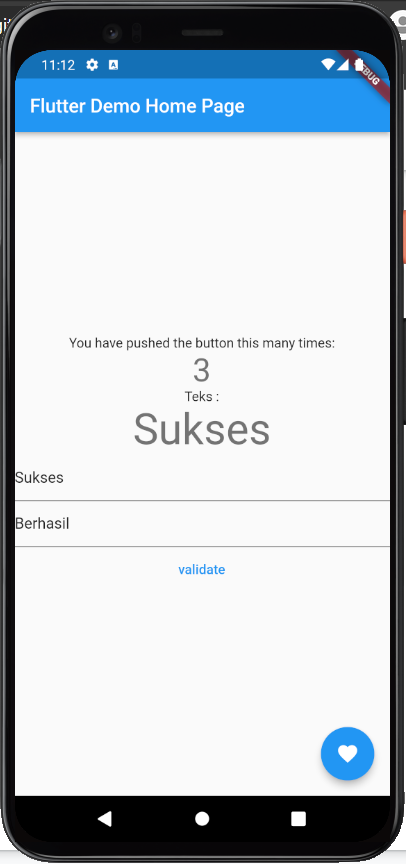 11:12
Flutter Demo Home Page
You have pushed the button this many times:
3
Teks :
Sukses
Sukses
Berhasil
validate